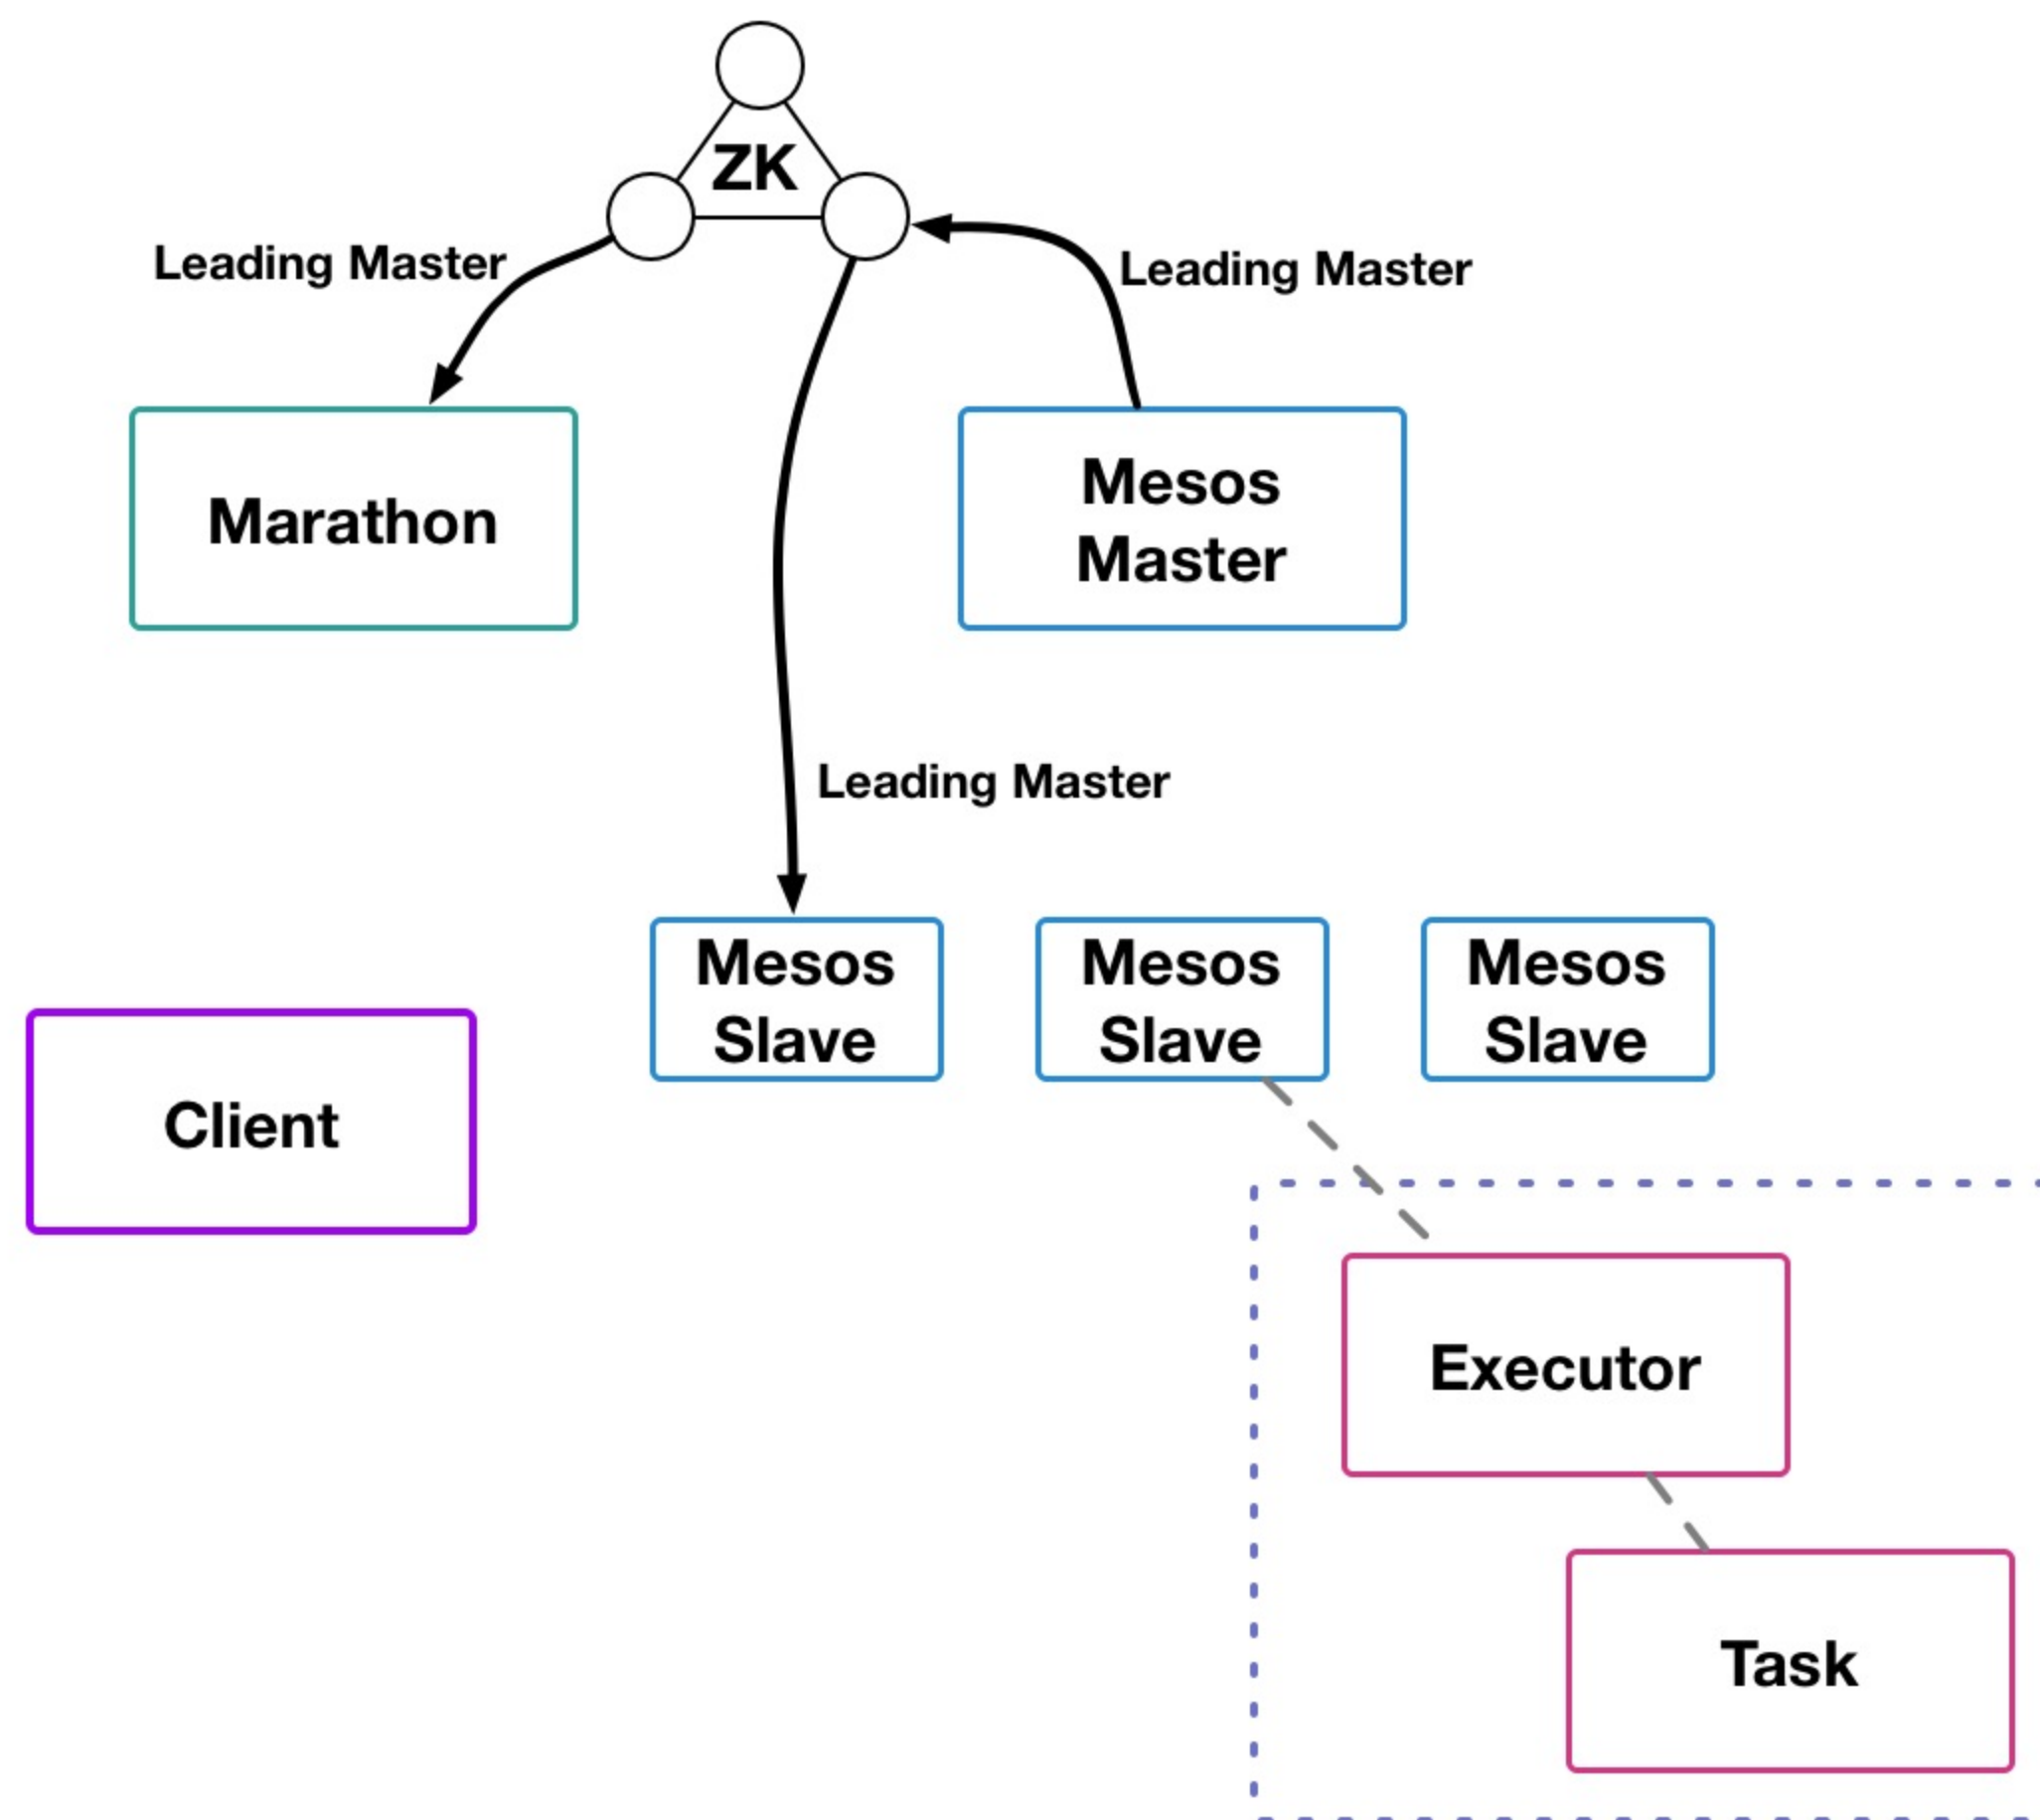 ZK
Leading Master
Leading Master
Marathon
Mesos
Master
Leading Master
Mesos
Slave
Mesos
Slave
Mesos
Slave
Client
Executor
Task